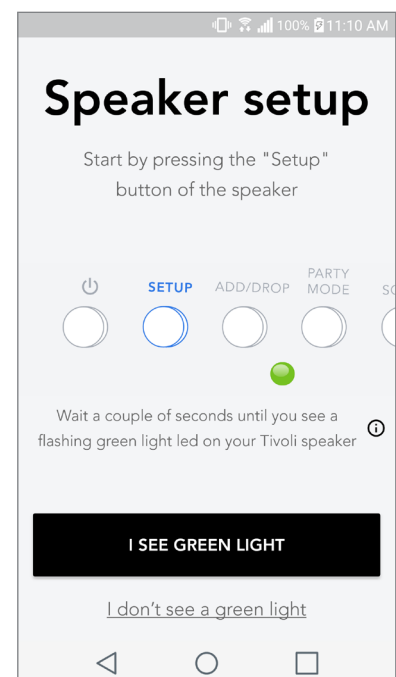 100% 11:10 AM
Speaker setup
Start by pressing the "Setup"
button of the speaker
PARTY
SETUP ADD/DROP MODE
Wait a couple of seconds until you see a
flashing green light led on your Tivoli speaker
I SEE GREEN LIGHT
I don't see a green light